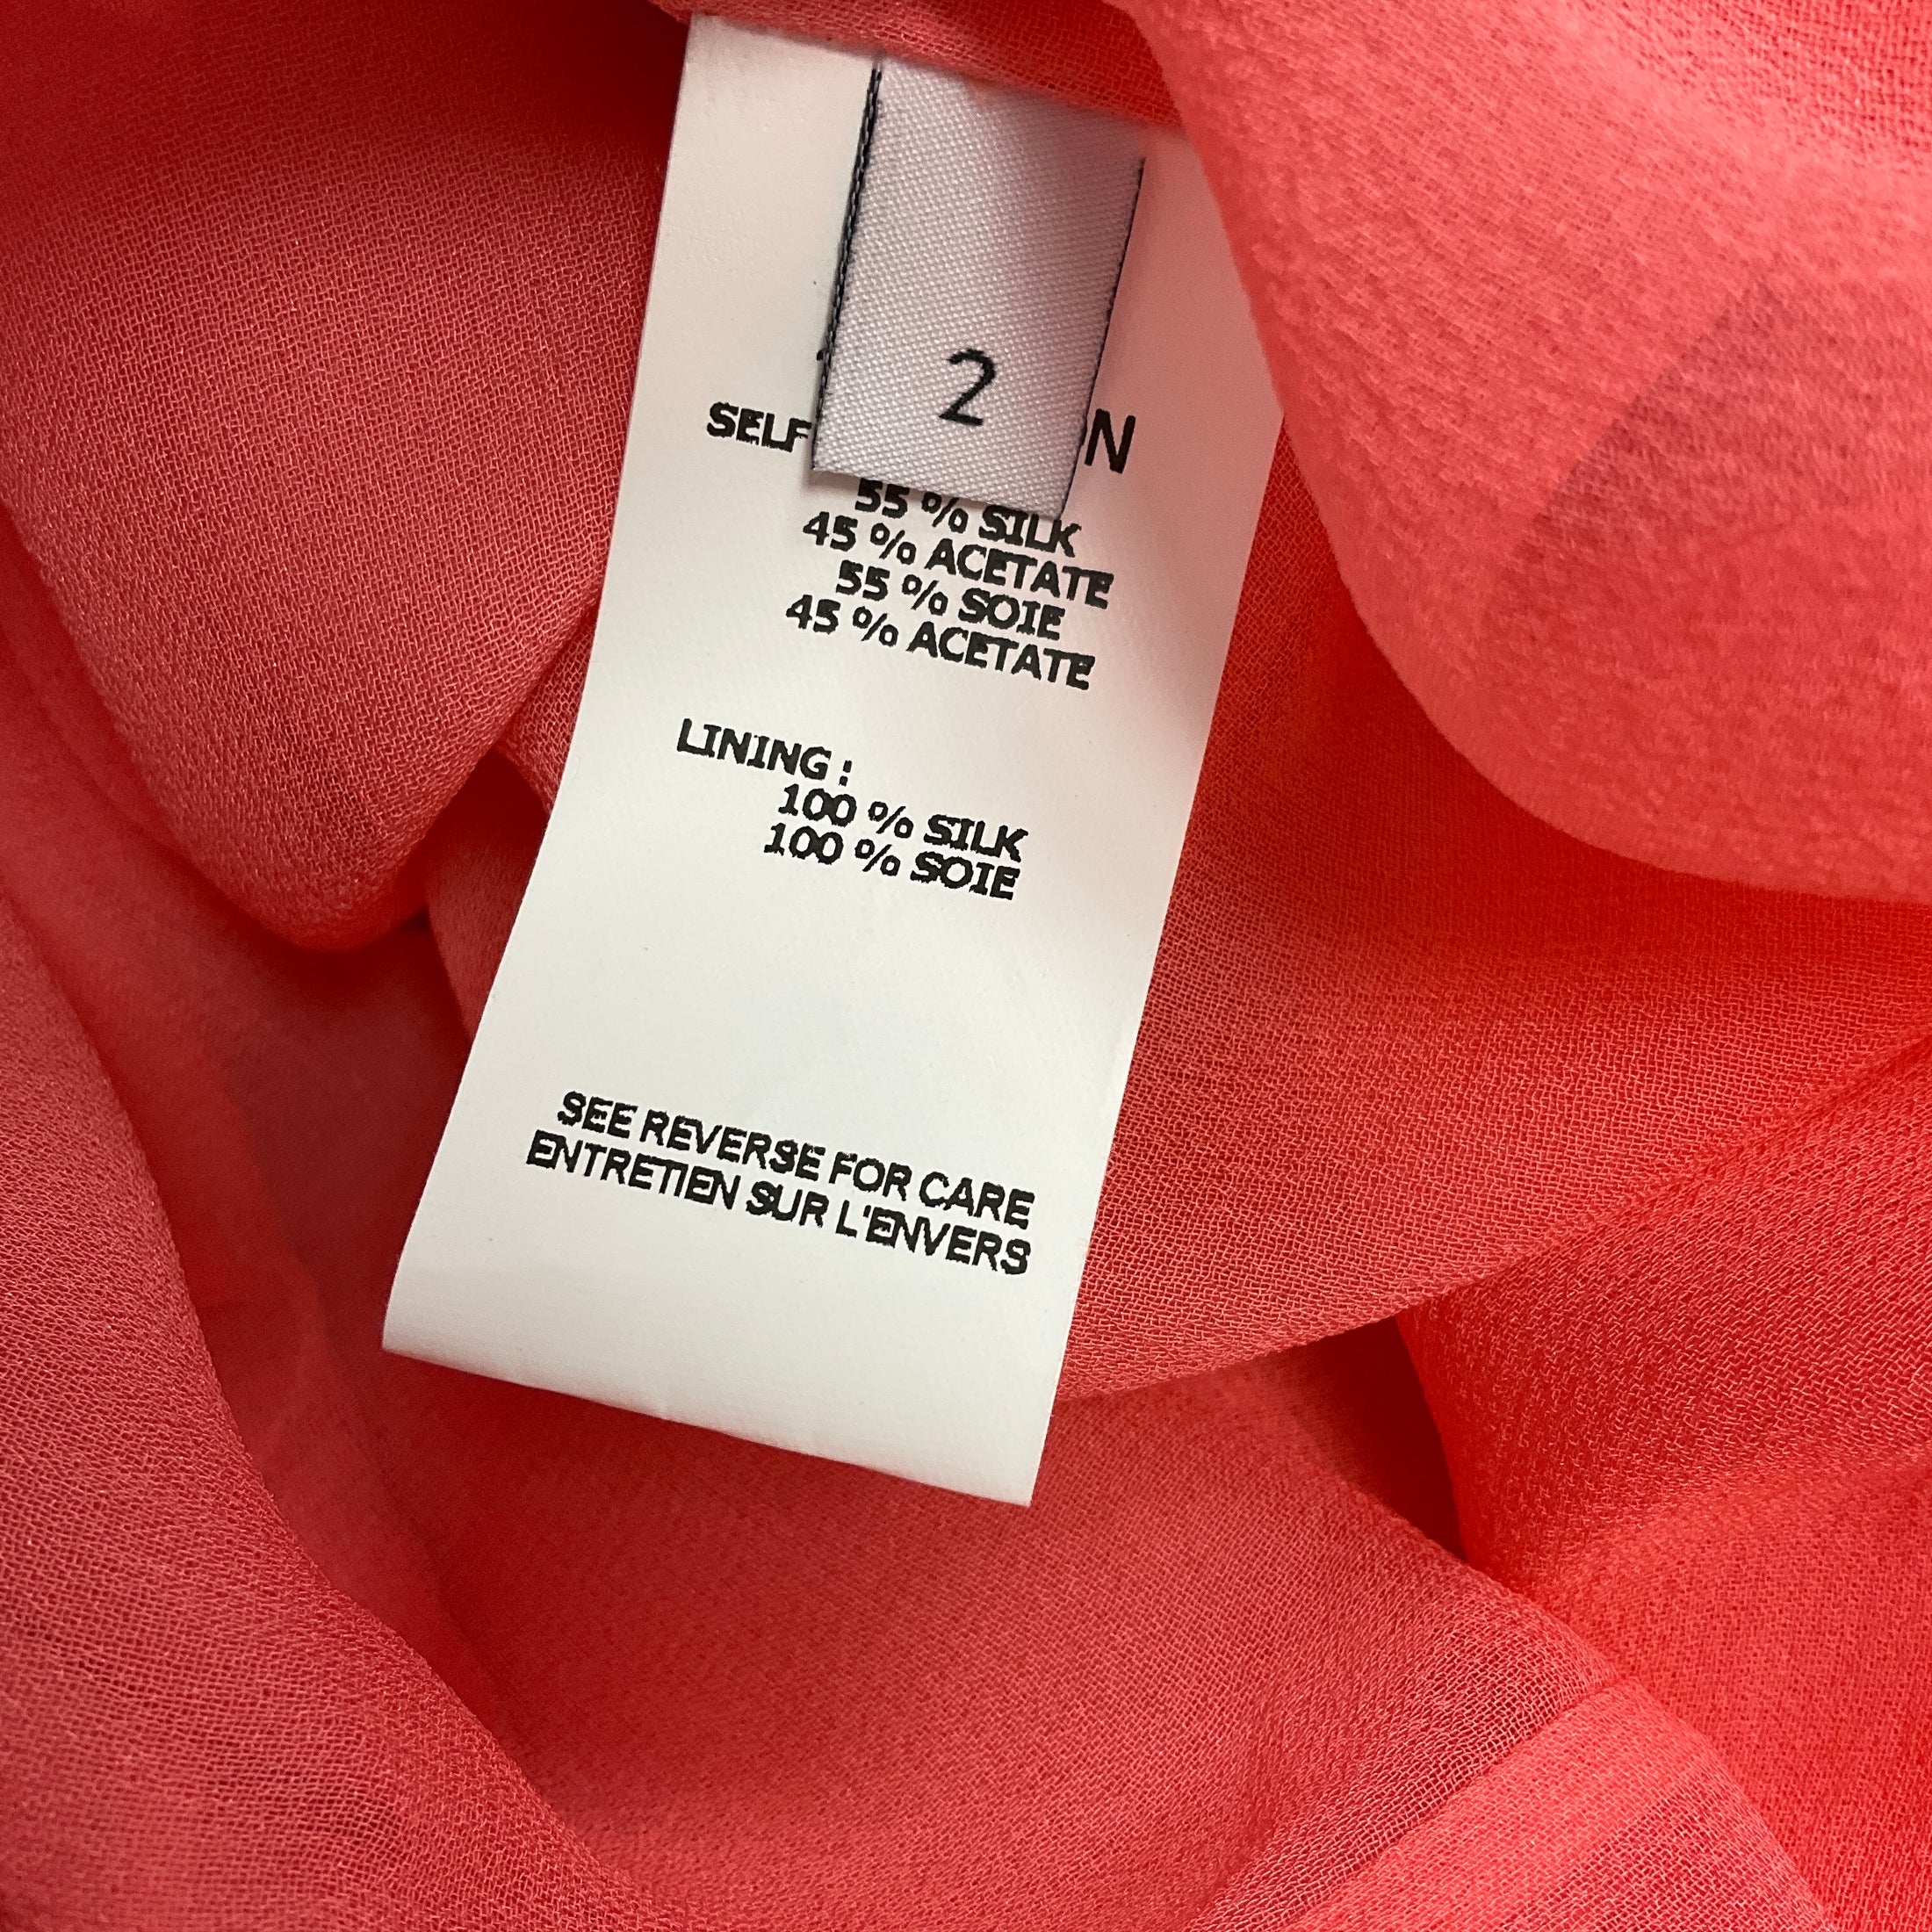 2
SELF N
55 % SILK
45 % ACETATE
55 % SOIE
45 % ACETATE
LINING :
100 % SILK
100 % SOIE
SEE REVERSE FOR CARE
ENTRETIEN SUR L'ENVERS